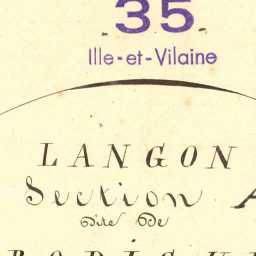 35
Ille-et-Vilaine
LANGON
Section A
dite de